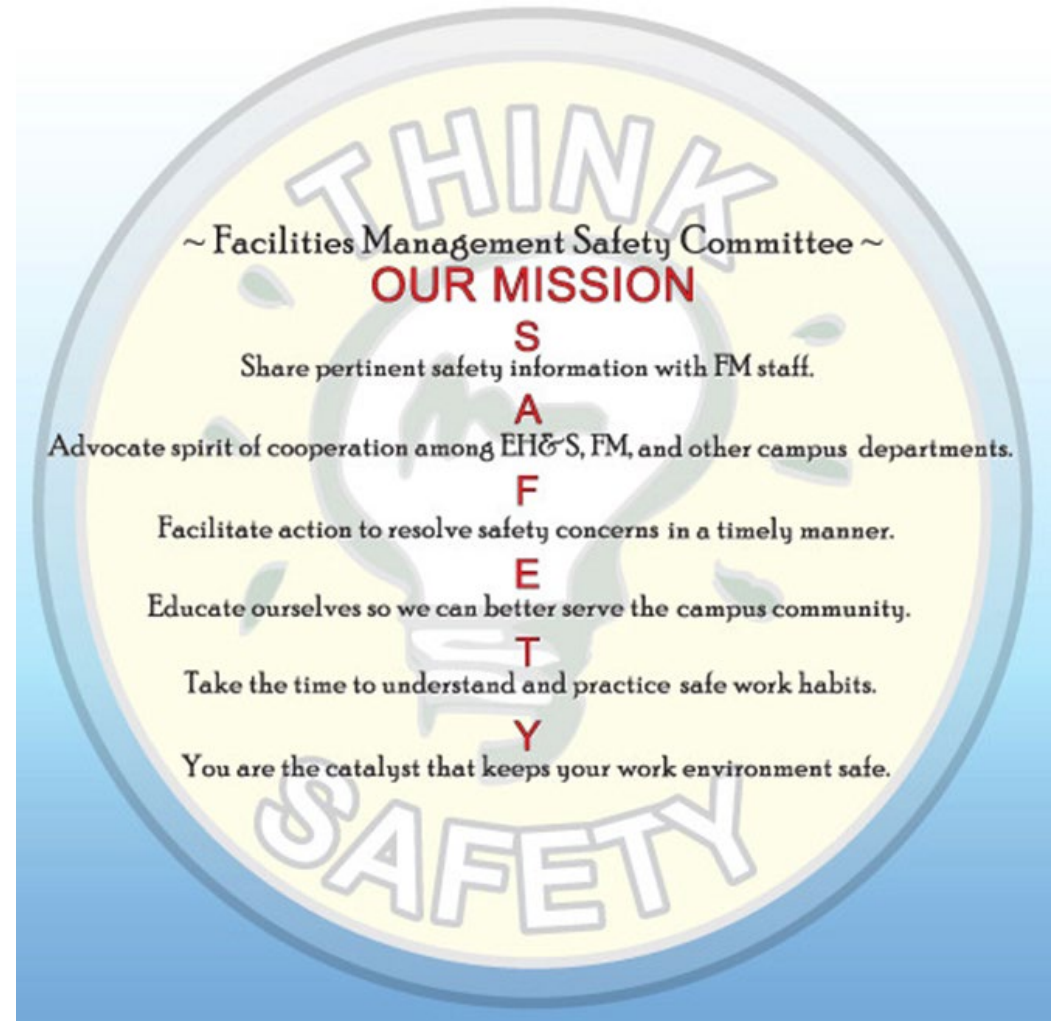 THINK
~ Facilities Management Safety Committee ~
OUR MISSION
S
Share pertinent safety information with FM staff.
A
Advocate spirit of cooperation among EH&S, FM, and other campus departments.
F
Facilitate action to resolve safety concerns in a timely manner.
E
Educate ourselves so we can better serve the campus community.
T
Take the time to understand and practice safe work habits.
Y
You are the catalyst that keeps your work environment safe.
SAFETY